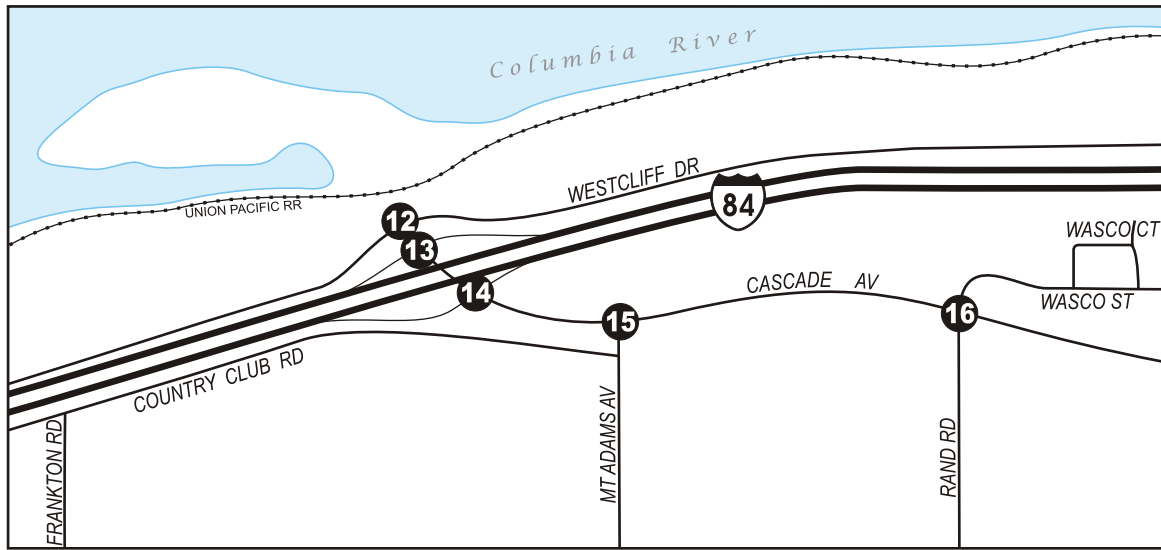 Columbia River
WESTCLIFF DR
84
UNION PACIFIC RR
12
13
14
15
16
WASCO CT
WASCO ST
CASCADE AV
COUNTRY CLUB RD
FRANKTON RD
MT ADAMS AV
RAND RD